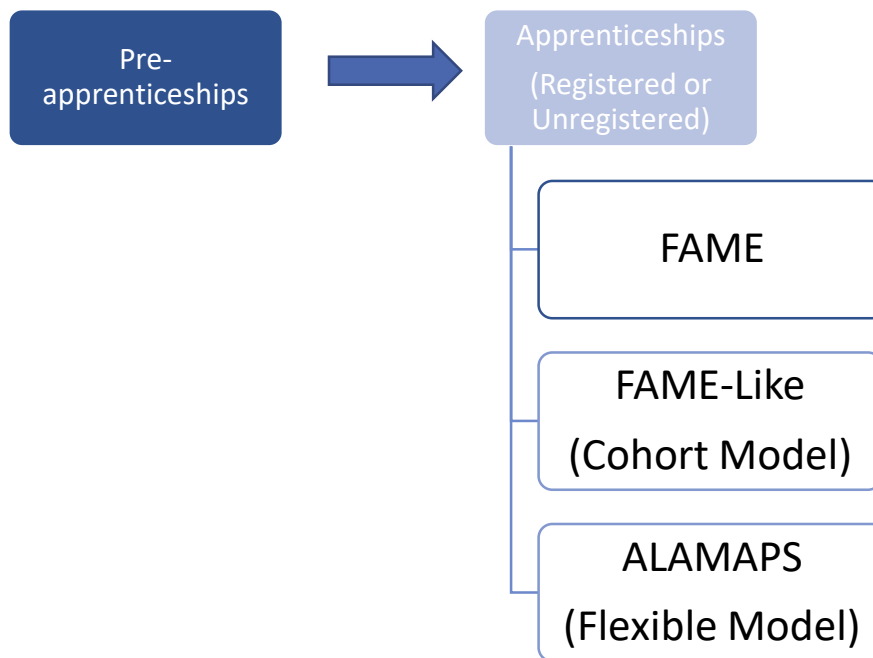 Pre-
apprenticeships
Apprenticeships
(Registered or
Unregistered)
FAME
FAME-Like
(Cohort Model)
ALAMAPS
(Flexible Model)